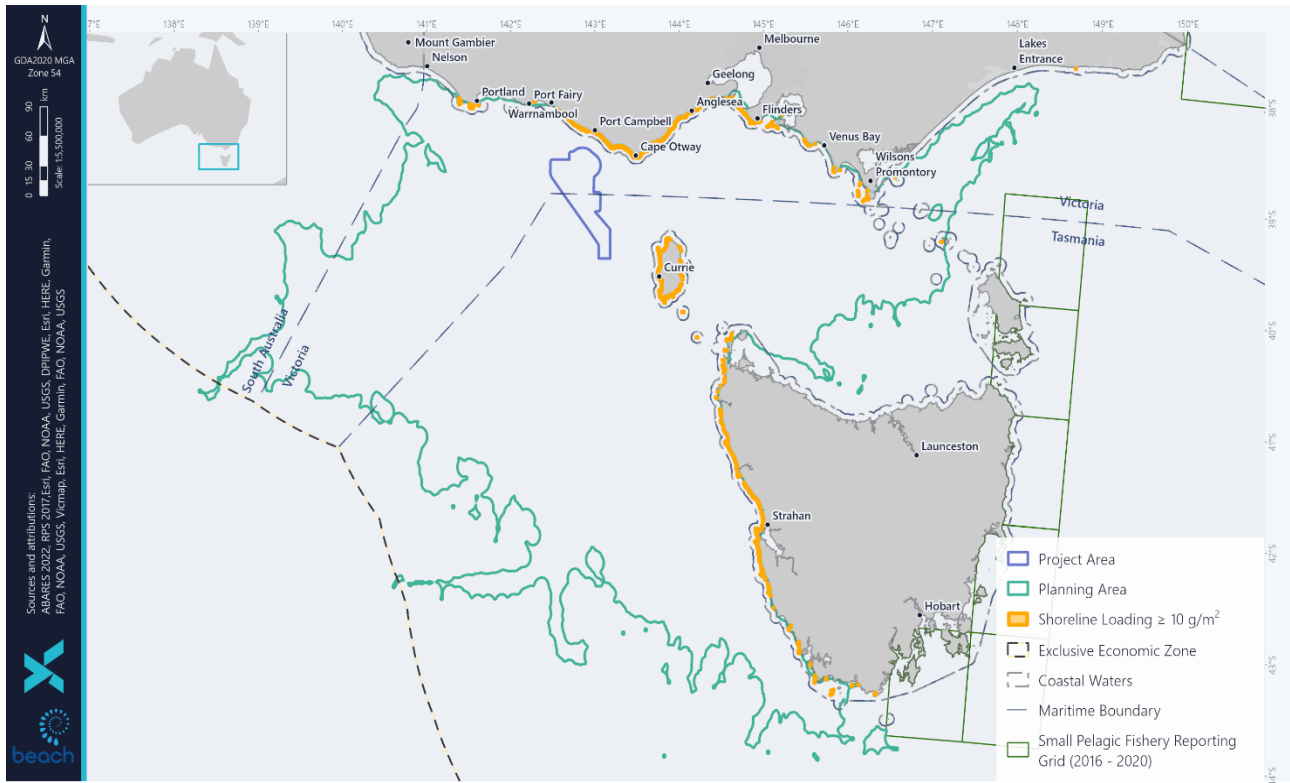 N
GDA2020 MGA
Zone 54
90
km
60
30
15
0
Scale: 1:5,500,000
Sources and attributions:
ABARES 2022, RPS 2017,Esri, FAO, NOAA, USGS, DPIPWE, Esri, HERE, Garmin,
FAO, NOAA, USGS, Vicmap, Esri, HERE, Garmin, FAO, NOAA, USGS
beach
7°E
138°E
140°E
141°E
142°E
143°E
144°E
145°E
146°E
147°E
148°E
149°E
150°E
38°S
39°S
40°S
41°S
42°S
43°S
44°S
Mount Gambier
Nelson
Portland
Port Fairy
Warrnambool
Port Campbell
Cape Otway
Melbourne
Geelong
Anglesea
Flinders
Venus Bay
Wilsons
Promontory
Lakes
Entrance
Victoria
Tasmania
Currie
South Australia
Victoria
Launceston
Strahan
Hobart
Project Area
Planning Area
Shoreline Loading ≥ 10 g/m²
Exclusive Economic Zone
Coastal Waters
Maritime Boundary
Small Pelagic Fishery Reporting
Grid (2016 - 2020)